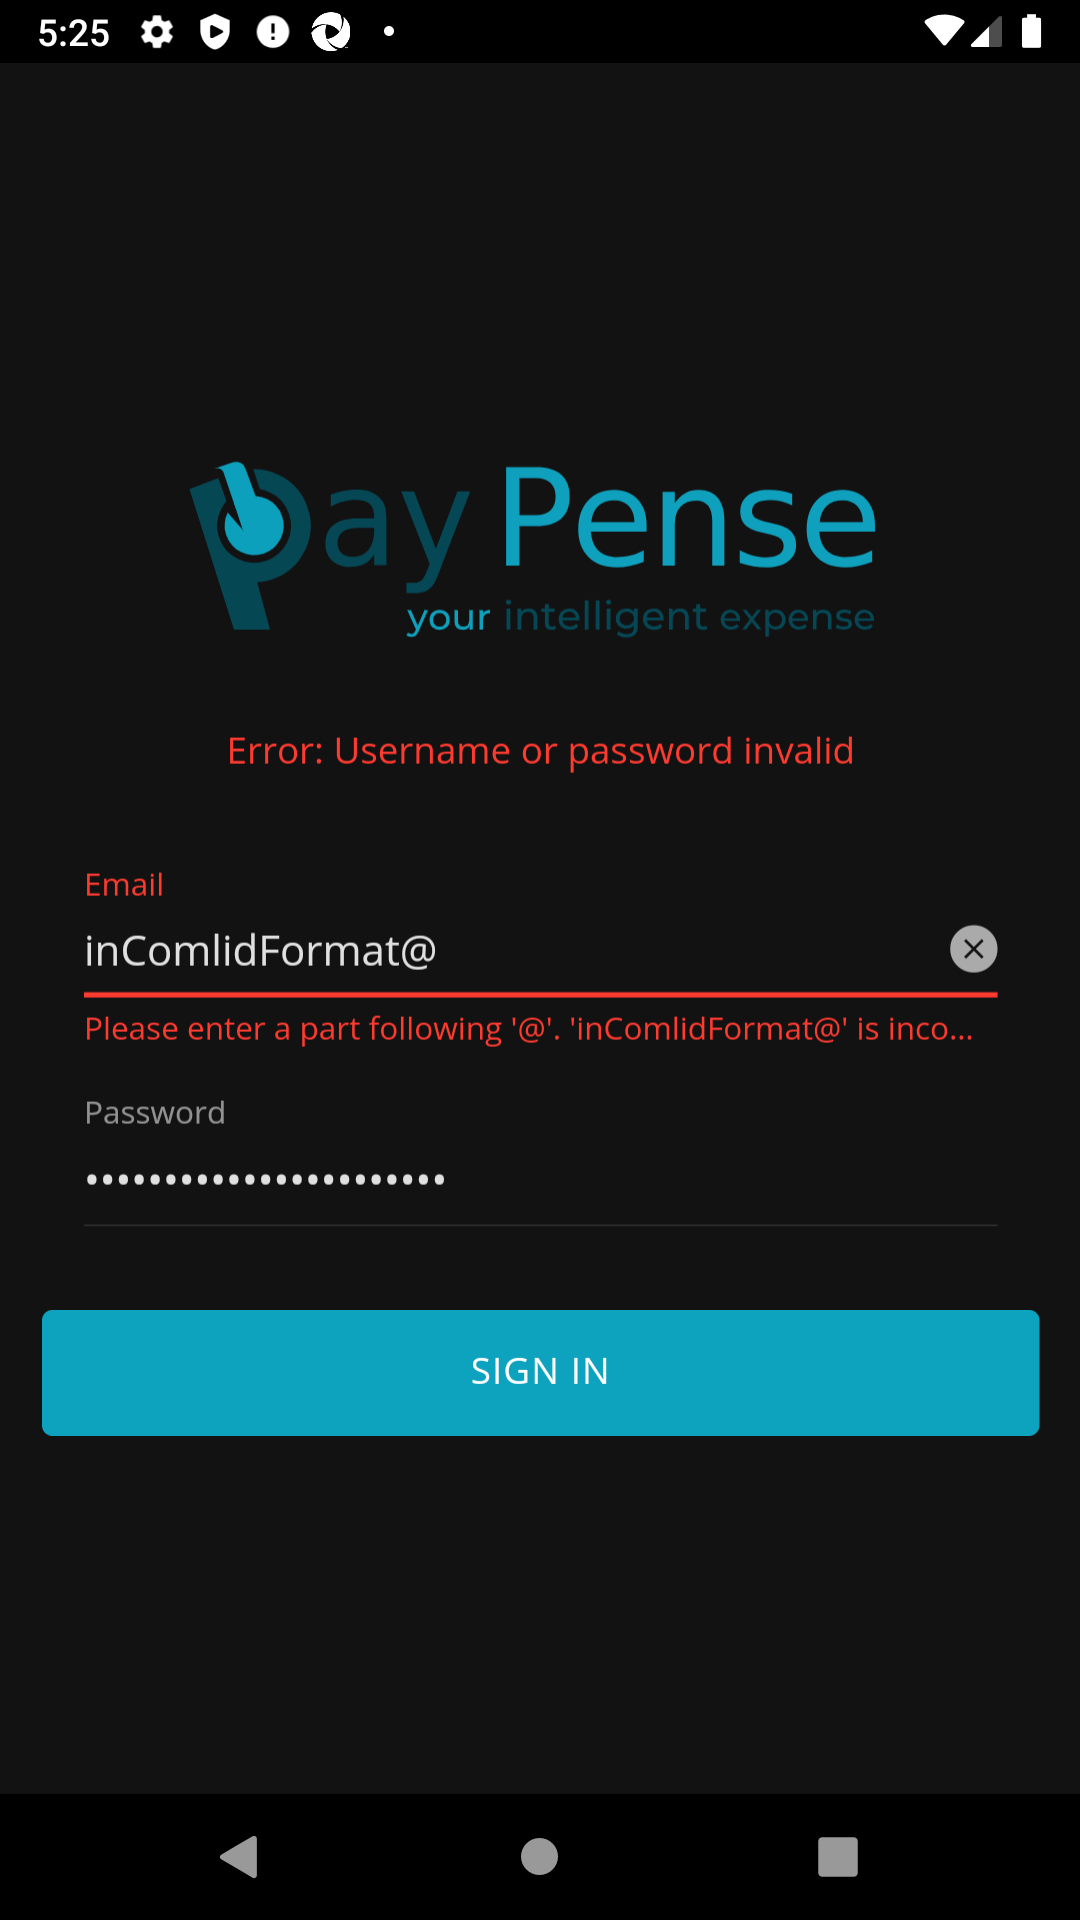 5:25
Pay Pense
your intelligent expense
Error: Username or password invalid
Email
inComlidFormat@
Please enter a part following '@'. 'inComlidFormat@' is inco...
Password
•••••••••••••••••••••••
SIGN IN